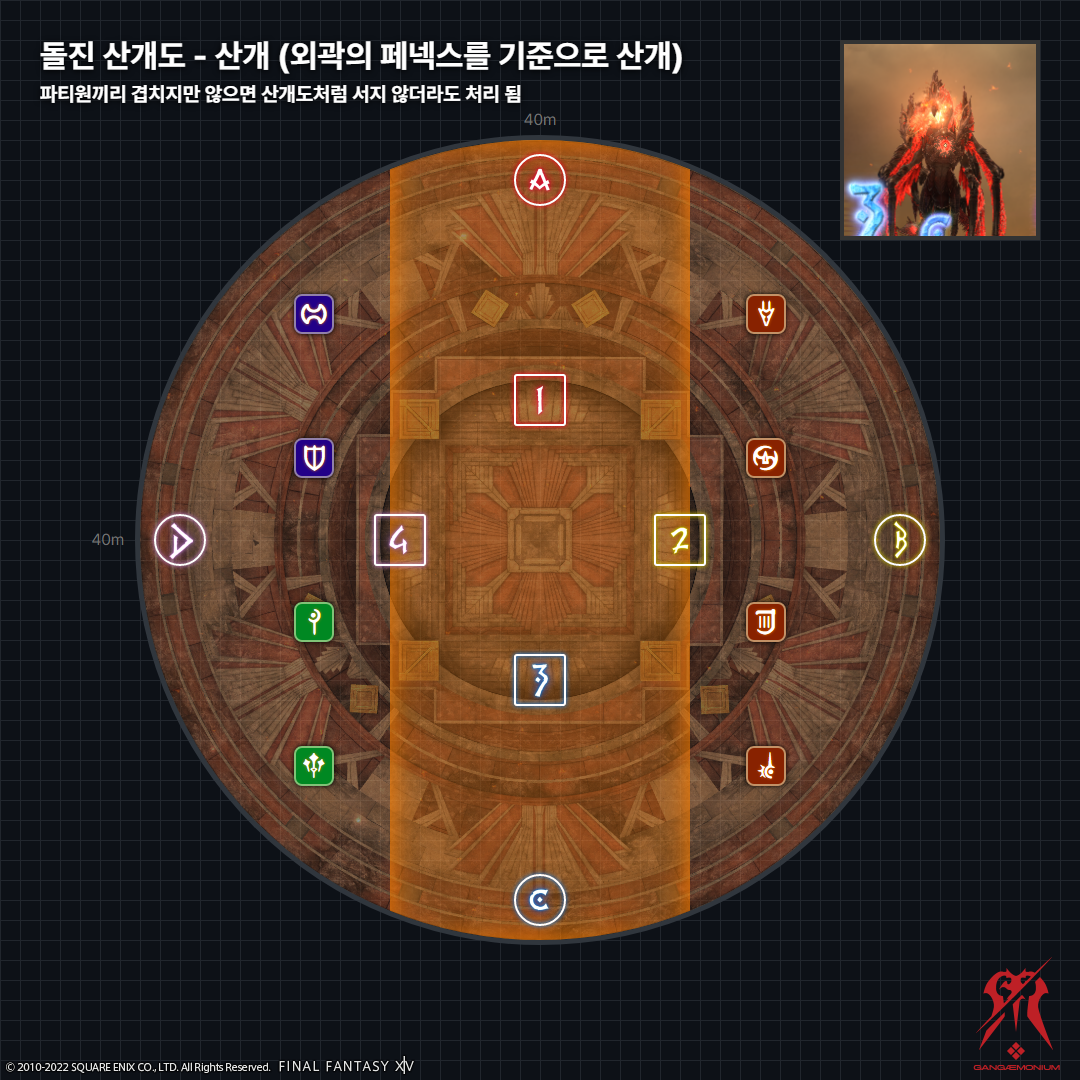 돌진 산개도 - 산개 (외곽의 페넥스를 기준으로 산개)
파티원끼리 겹치지만 않으면 산개도처럼 서지 않더라도 처리 됨
40m
A
1
40m
D
4
2
B
3
C
3
C
© 2010-2022 SQUARE ENIX CO., LTD. All Rights Reserved. FINAL FANTASY XIV
GANGÆMONIUM